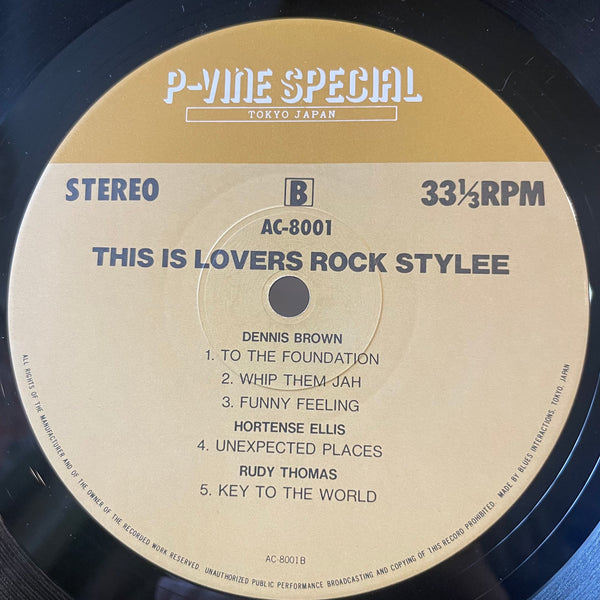 P-VINE SPECIAL
TOKYO JAPAN
STEREO B 33⅓RPM
AC-8001
THIS IS LOVERS ROCK STYLEE
DENNIS BROWN
1. TO THE FOUNDATION
2. WHIP THEM JAH
3. FUNNY FEELING
HORTENSE ELLIS
4. UNEXPECTED PLACES
RUDY THOMAS
5. KEY TO THE WORLD
AC-8001B
ALL RIGHTS OF THE MANUFACTURER AND OF THE OWNER OF THE RECORDED WORK RESERVED. UNAUTHORIZED PUBLIC PERFORMANCE BROADCASTING AND COPYING OF THIS RECORD PROHIBITED. MADE BY BLUES INTERACTIONS, TOKYO, JAPAN